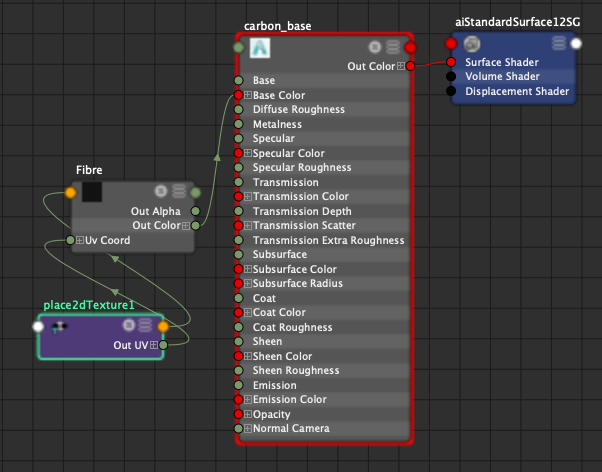 carbon_base
aiStandardSurface12SG
Out Color
Surface Shader
Volume Shader
Displacement Shader
Base
Base Color
Diffuse Roughness
Metalness
Specular
Specular Color
Specular Roughness
Transmission
Transmission Color
Transmission Depth
Transmission Scatter
Transmission Extra Roughness
Subsurface
Subsurface Color
Subsurface Radius
Coat
Coat Color
Coat Roughness
Sheen
Sheen Color
Sheen Roughness
Emission
Emission Color
Opacity
Normal Camera
Fibre
Out Alpha
Out Color
Uv Coord
place2dTexture1
Out UV